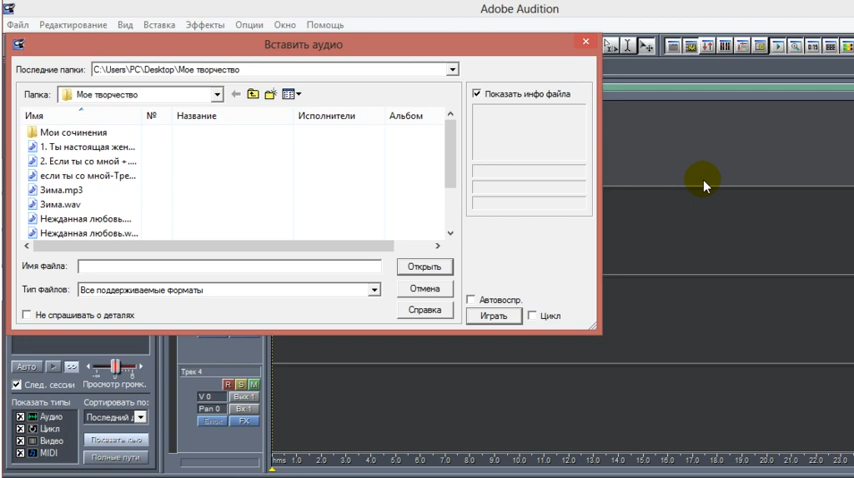 Adobe Audition
Файл Редактирование Вид Вставка Эффекты Опции Окно Помощь
Вставить аудио
Последние папки: C:\Users\PC\Desktop\Мое творчество
Папка: Мое творчество
Показать инфо файла
Имя № Название Исполнители Альбом
Мои сочинения
1. Ты настоящая жен...
2. Если ты со мной +....
если ты со мной-Тре...
Зима.mp3
Зима.wav
Нежданная любовь....
Нежданная любовь.w...
Имя файла: Открыть
Тип файлов: Все поддерживаемые форматы Отмена
Автовоспр.
Не спрашивать о деталях Справка
Играть Цикл
Авто
След. сессии Просмотр громк.
Показать типы Сортировать по:
Аудио Последний
Цикл
Видео
MIDI
Полные пути
Трек 4
R S M
V 0 Вых 1
Pan 0 Вх 1
FX
hms 1.0 2.0 3.0 4.0 5.0 6.0 7.0 8.0 9.0 10.0 11.0 12.0 13.0 14.0 15.0 16.0 17.0 18.0 19.0 20.0 21.0 22.0 23.0